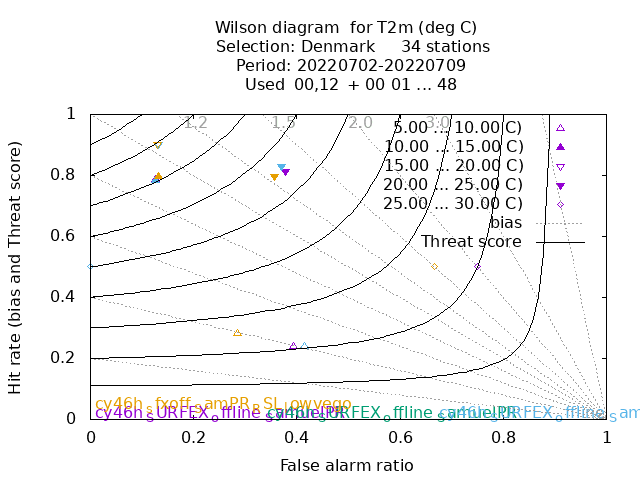 Wilson diagram for T2m (deg C)
Selection: Denmark 34 stations
Period: 20220702-20220709
Used 00,12 + 00 01 ... 48
Hit rate (bias and Threat score)
1
0.8
0.6
0.4
0.2
0
1.2
1.5
2.0
3.0
5.00 ... 10.00 C)
10.00 ... 15.00 C)
15.00 ... 20.00 C)
20.00 ... 25.00 C)
25.00 ... 30.00 C)
bias
Threat score
cy46h_sfxoff_samPR_RSL_lowvego
cy46h_SURFEX_offline
0
0.2
0.4
0.6
0.8
1
False alarm ratio